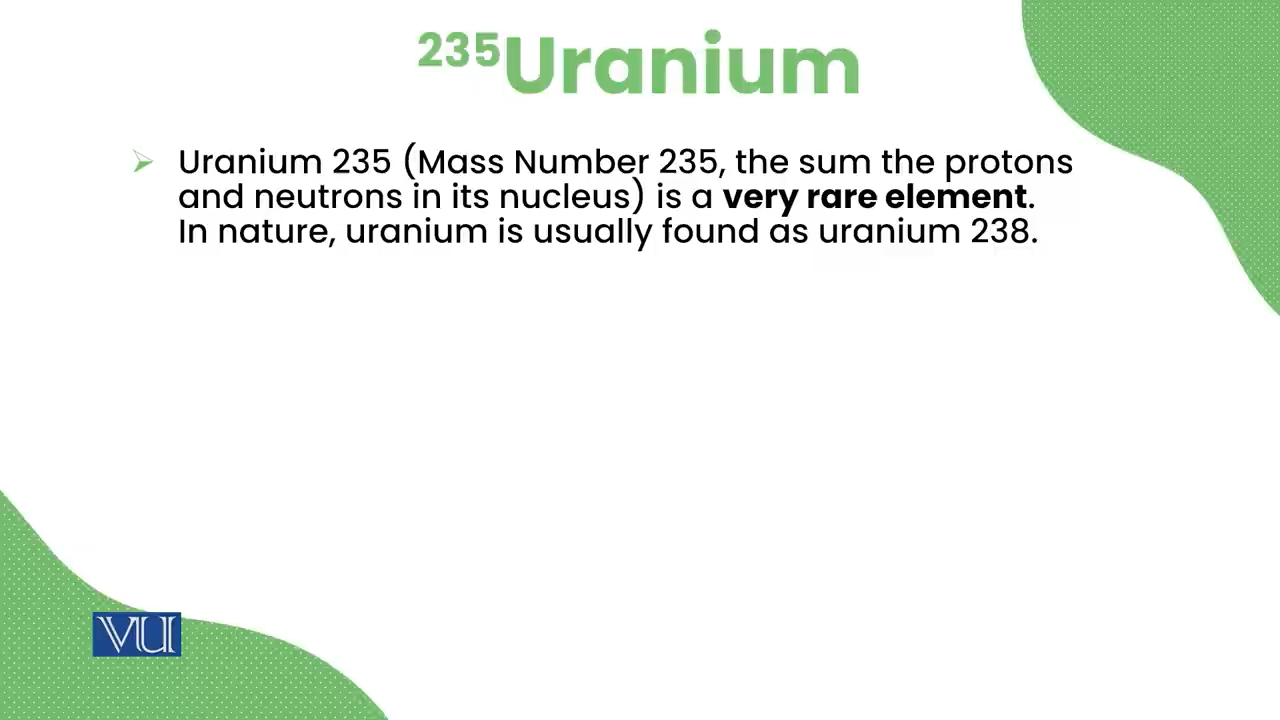 ²³⁵Uranium
Uranium 235 (Mass Number 235, the sum the protons
and neutrons in its nucleus) is a very rare element.
In nature, uranium is usually found as uranium 238.
VU